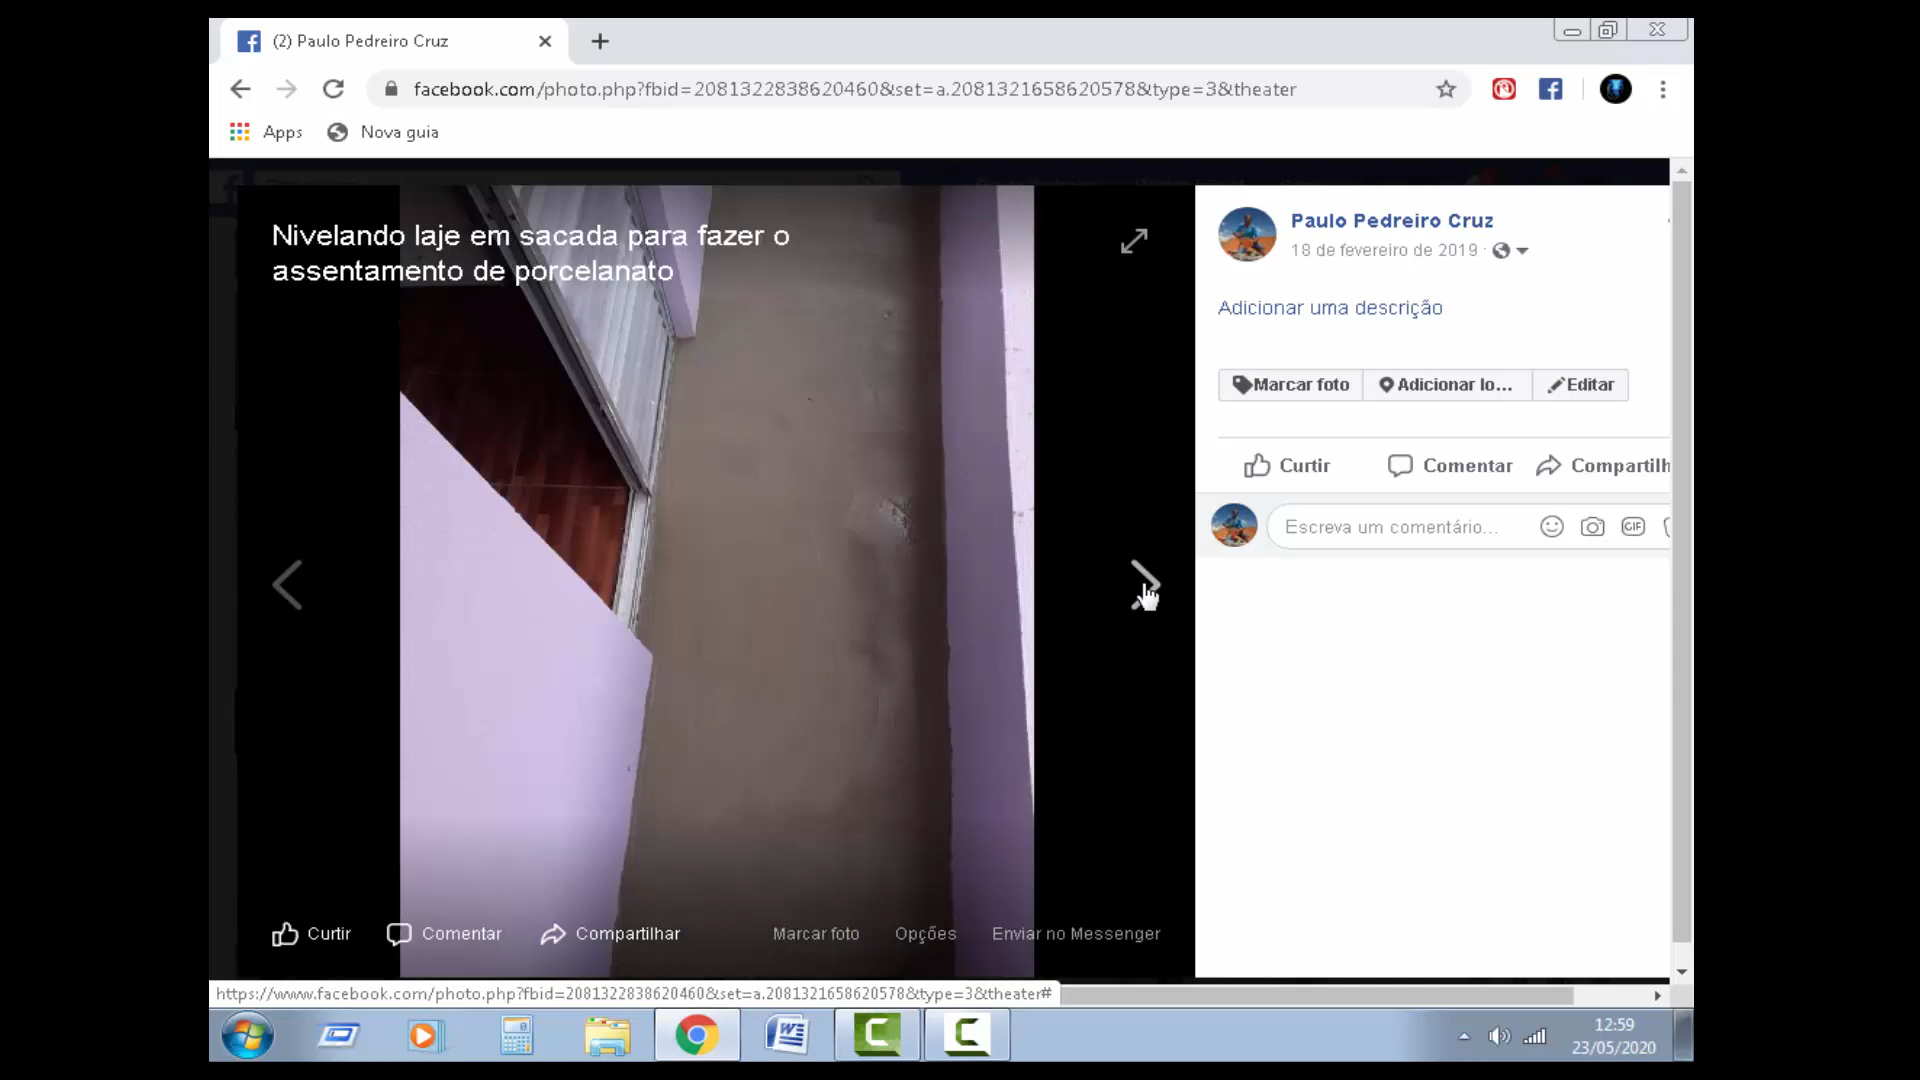 (2) Paulo Pedreiro Cruz
facebook.com/photo.php?fbid=2081322838620460&set=a.2081321658620578&type=3&theater
Apps
Nova guia
Nivelando laje em sacada para fazer o
assentamento de porcelanato
Paulo Pedreiro Cruz
18 de fevereiro de 2019 ·
Adicionar uma descrição
Marcar foto
Adicionar lo...
Editar
Curtir
Comentar
Compartilh
Escreva um comentário...
GIF
Curtir
Comentar
Compartilhar
Marcar foto
Opções
Enviar no Messenger
https://www.facebook.com/photo.php?fbid=2081322838620460&set=a.2081321658620578&type=3&theater#
12:59
23/05/2020